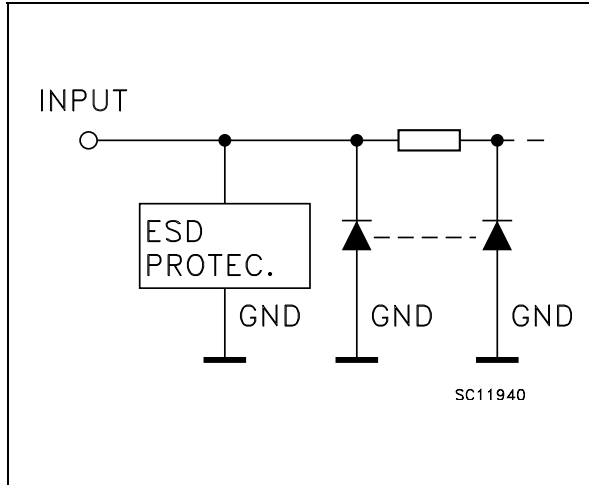 INPUT
ESD
PROTEC.
GND
GND
GND
SC11940